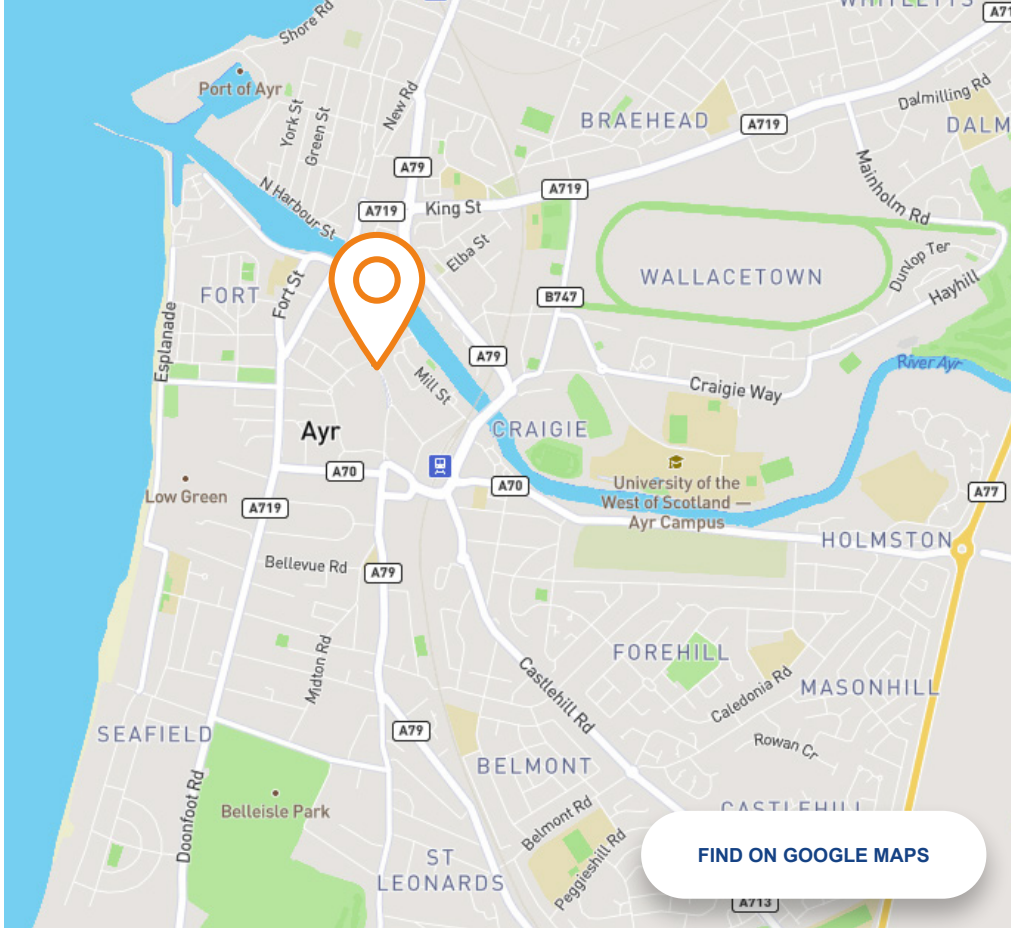 WHITLETTS
A71
Shore Rd
Port of Ayr
Dalmilling Rd
New Rd
York St
Green St
BRAEHEAD
A719
DALM
A79
Mainholm Rd
A719
N Harbour St
A719
King St
Elba St
Dunlop Ter
WALLACETOWN
Hayhill
FORT
Fort St
B747
Esplanade
A79
River Ayr
Mill St
Craigie Way
Ayr
CRAIGIE
A70
A70
University of the
West of Scotland —
Ayr Campus
Low Green
A719
A77
HOLMSTON
Bellevue Rd
A79
Midton Rd
FOREHILL
Castlehill Rd
Caledonia Rd
MASONHILL
SEAFIELD
A79
Rowan Cr
BELMONT
Doonfoot Rd
Belleisle Park
CASTLEHILL
Belmont Rd
ST
LEONARDS
Peggieshill Rd
FIND ON GOOGLE MAPS
A713